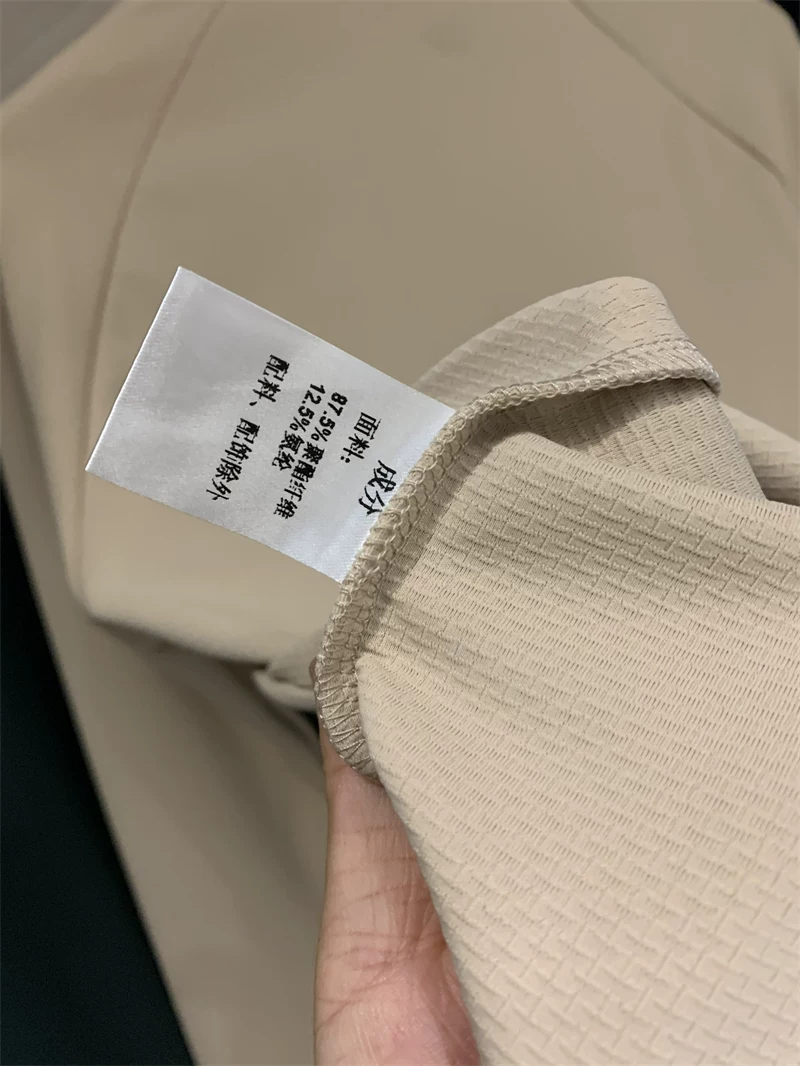 成分
面料：
87.5%聚酯纤维
12.5%氨纶
配料、配饰除外